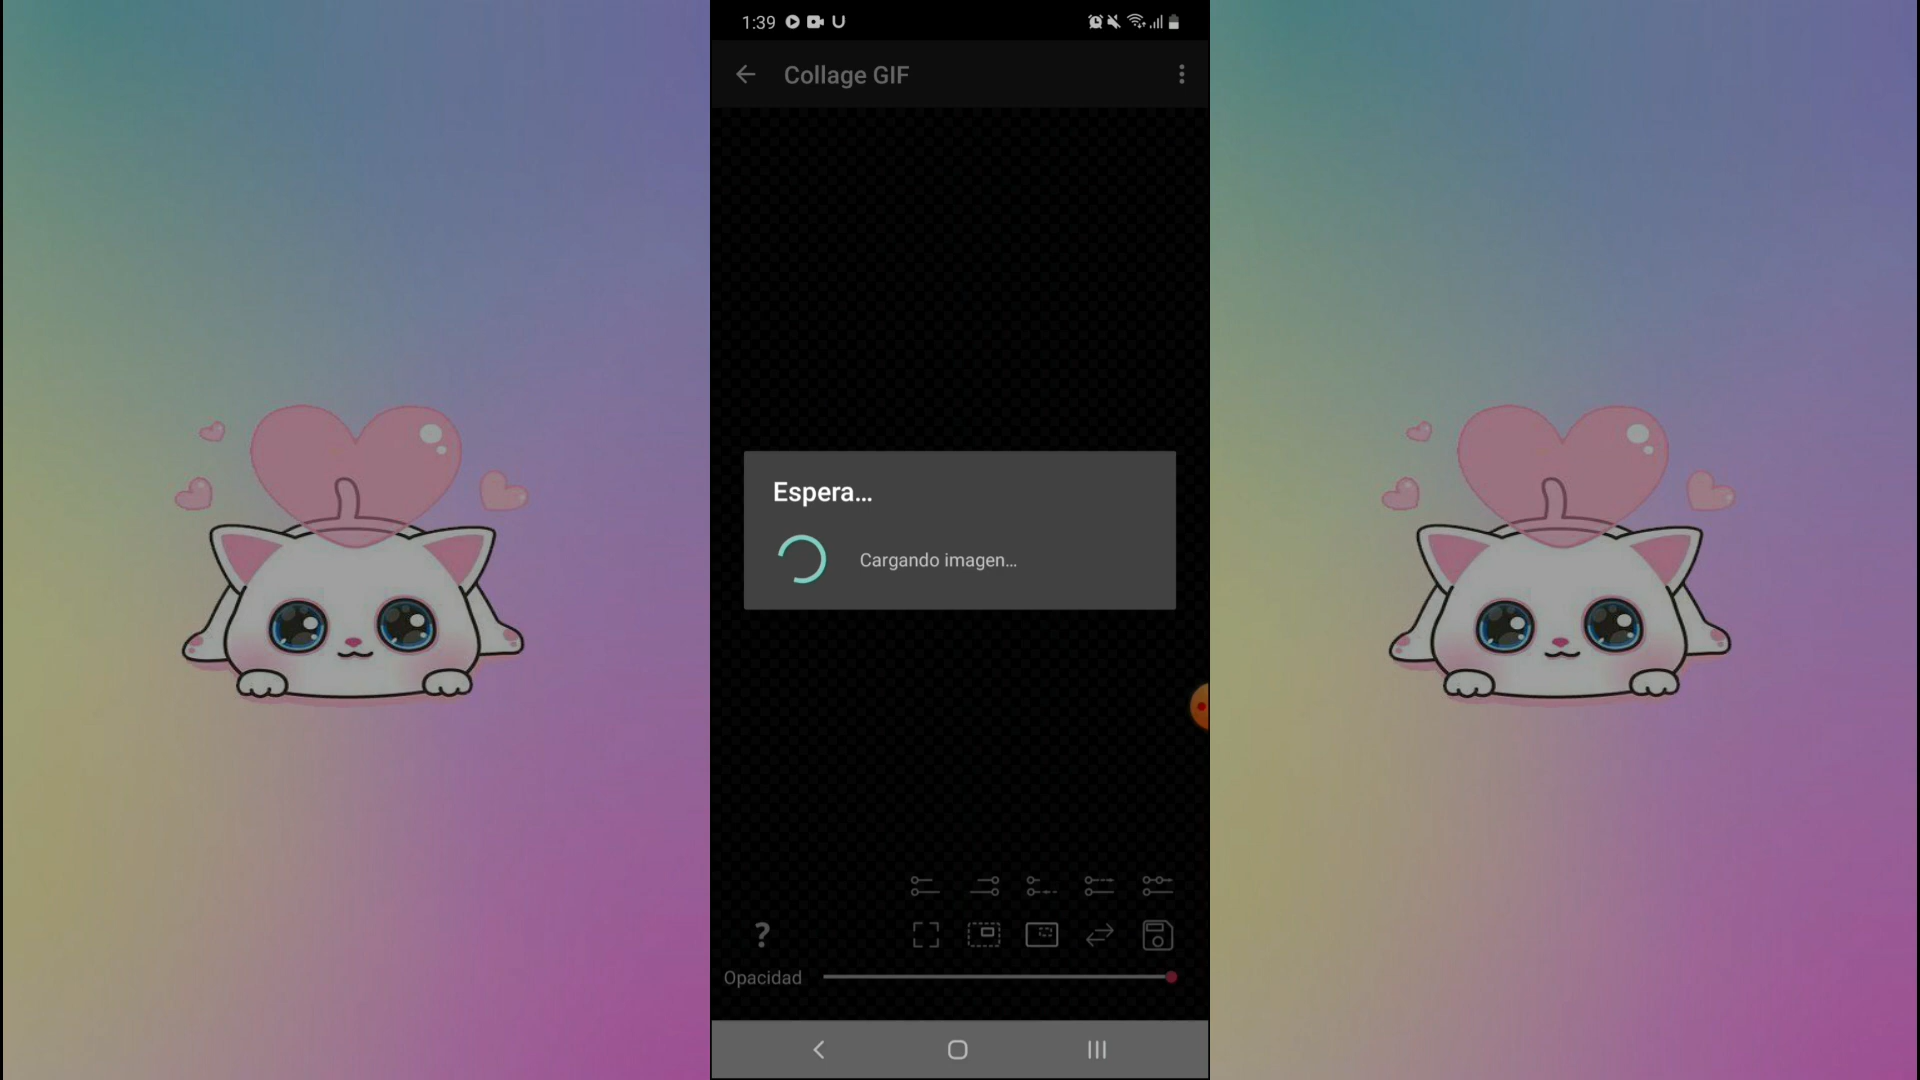 1:39
Collage GIF
Espera...
Cargando imagen...
?
Opacidad